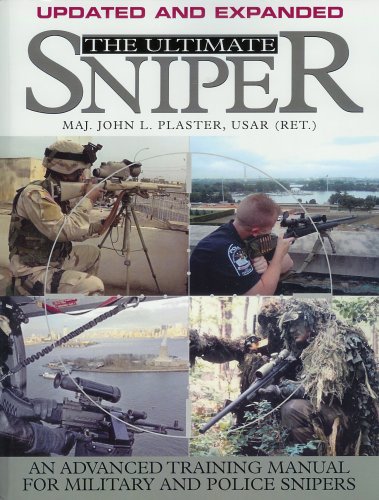 UPDATED AND EXPANDED
THE ULTIMATE
SNIPER
MAJ. JOHN L. PLASTER, USAR (RET.)
AN ADVANCED TRAINING MANUAL
FOR MILITARY AND POLICE SNIPERS